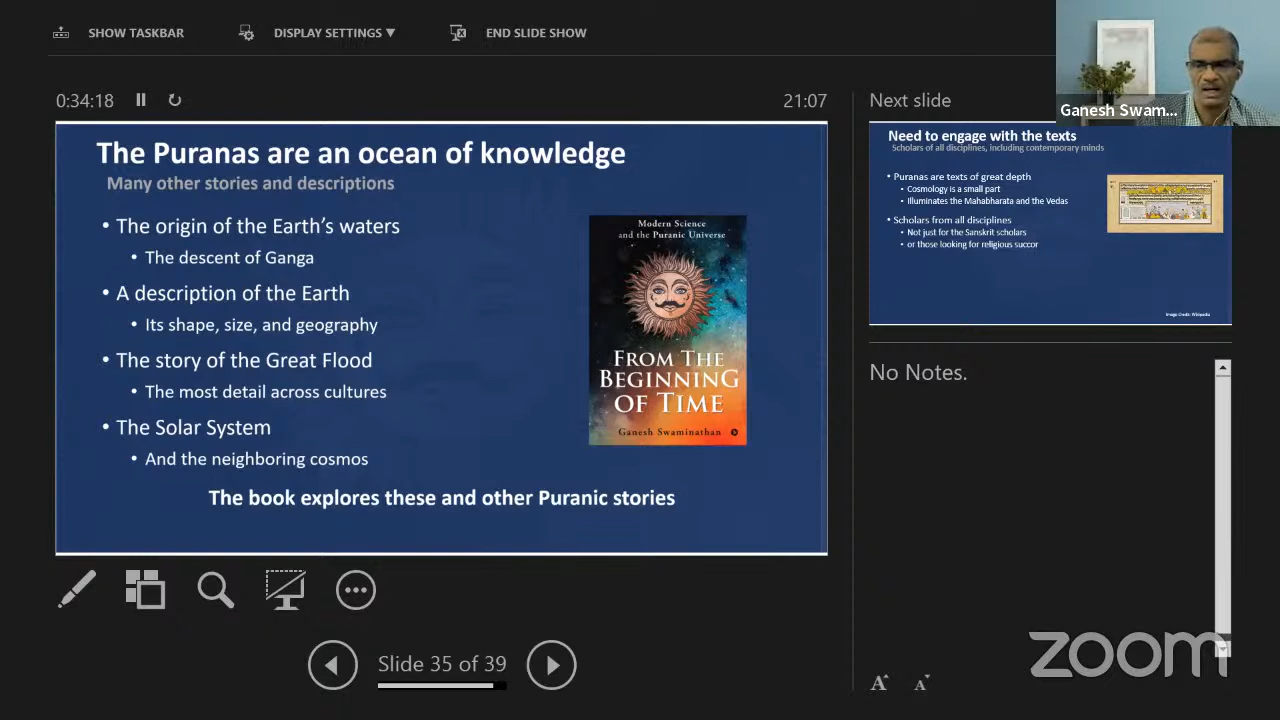 SHOW TASKBAR
DISPLAY SETTINGS ▼
END SLIDE SHOW
Ganesh Swam...
0:34:18
21:07
Next slide
The Puranas are an ocean of knowledge
Many other stories and descriptions
• The origin of the Earth's waters
• The descent of Ganga
• A description of the Earth
• Its shape, size, and geography
• The story of the Great Flood
• The most detail across cultures
• The Solar System
• And the neighboring cosmos
The book explores these and other Puranic stories
Modern Science
and the Puranic Universe
FROM THE
BEGINNING
OF TIME
Ganesh Swaminathan
Need to engage with the texts
Scholars of all disciplines, including contemporary minds
• Puranas are texts of great depth
• Cosmology is a small part
• Illuminates the Mahabharata and the Vedas
• Scholars from all disciplines
• Not just for the Sanskrit scholars
• or those looking for religious succor
Image Credit: Wikipedia
No Notes.
Slide 35 of 39
A A
zoom